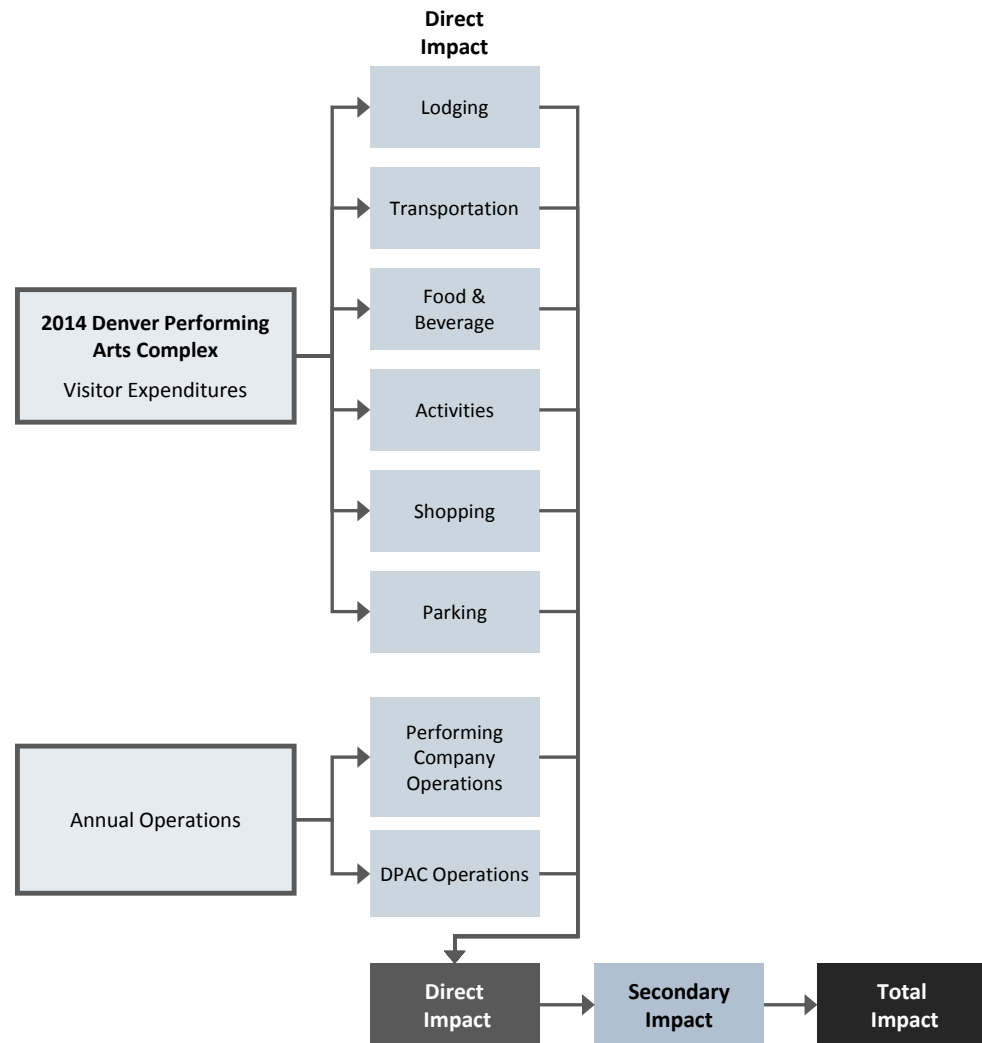 Direct
Impact
Lodging
Transportation
Food &
Beverage
2014 Denver Performing
Arts Complex
Visitor Expenditures
Activities
Shopping
Parking
Performing
Company
Operations
Annual Operations
DPAC Operations
Direct
Impact
Secondary
Impact
Total
Impact